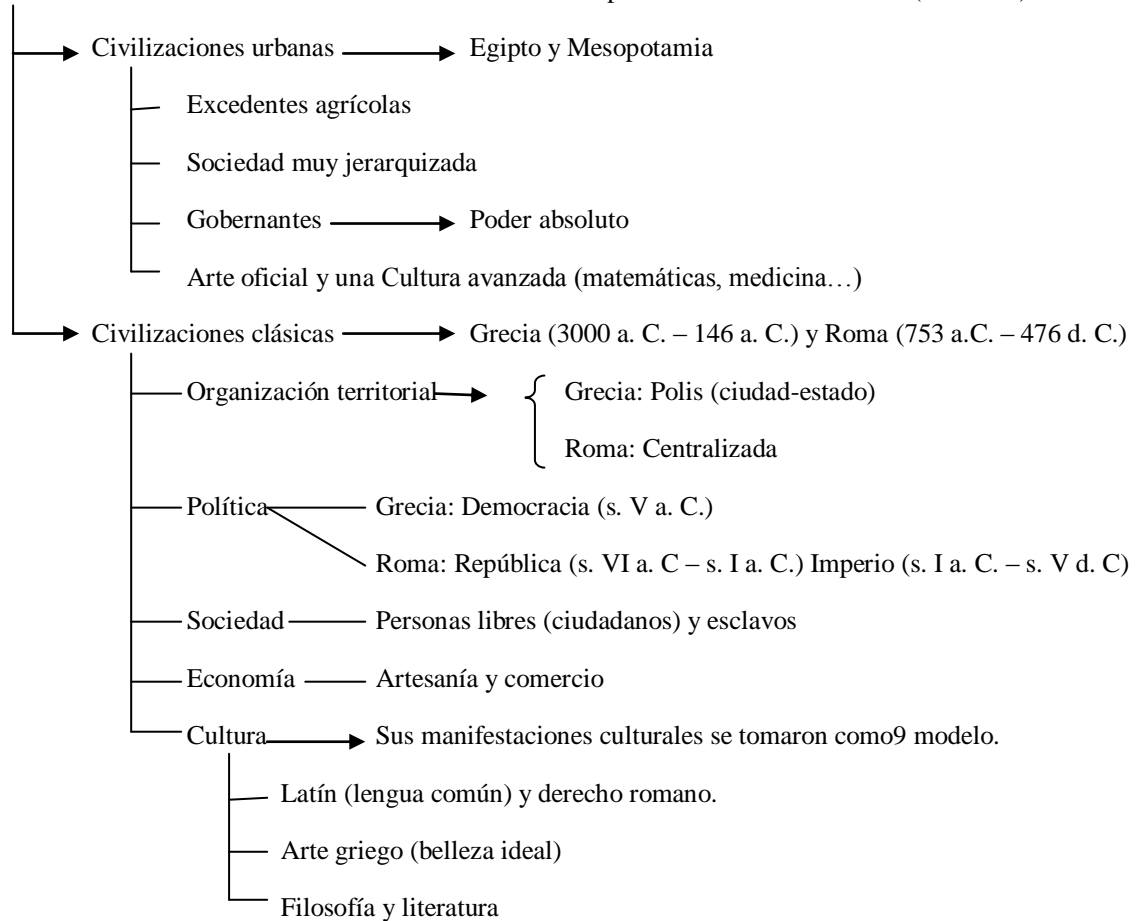 Civilizaciones urbanas Egipto y Mesopotamia
Excedentes agrícolas
Sociedad muy jerarquizada
Gobernantes Poder absoluto
Arte oficial y una Cultura avanzada (matemáticas, medicina…)
Civilizaciones clásicas Grecia (3000 a. C. – 146 a. C.) y Roma (753 a.C. – 476 d. C.)
Organización territorial Grecia: Polis (ciudad-estado)
Roma: Centralizada
Política Grecia: Democracia (s. V a. C.)
Roma: República (s. VI a. C – s. I a. C.) Imperio (s. I a. C. – s. V d. C)
Sociedad Personas libres (ciudadanos) y esclavos
Economía Artesanía y comercio
Cultura Sus manifestaciones culturales se tomaron como9 modelo.
Latín (lengua común) y derecho romano.
Arte griego (belleza ideal)
Filosofía y literatura